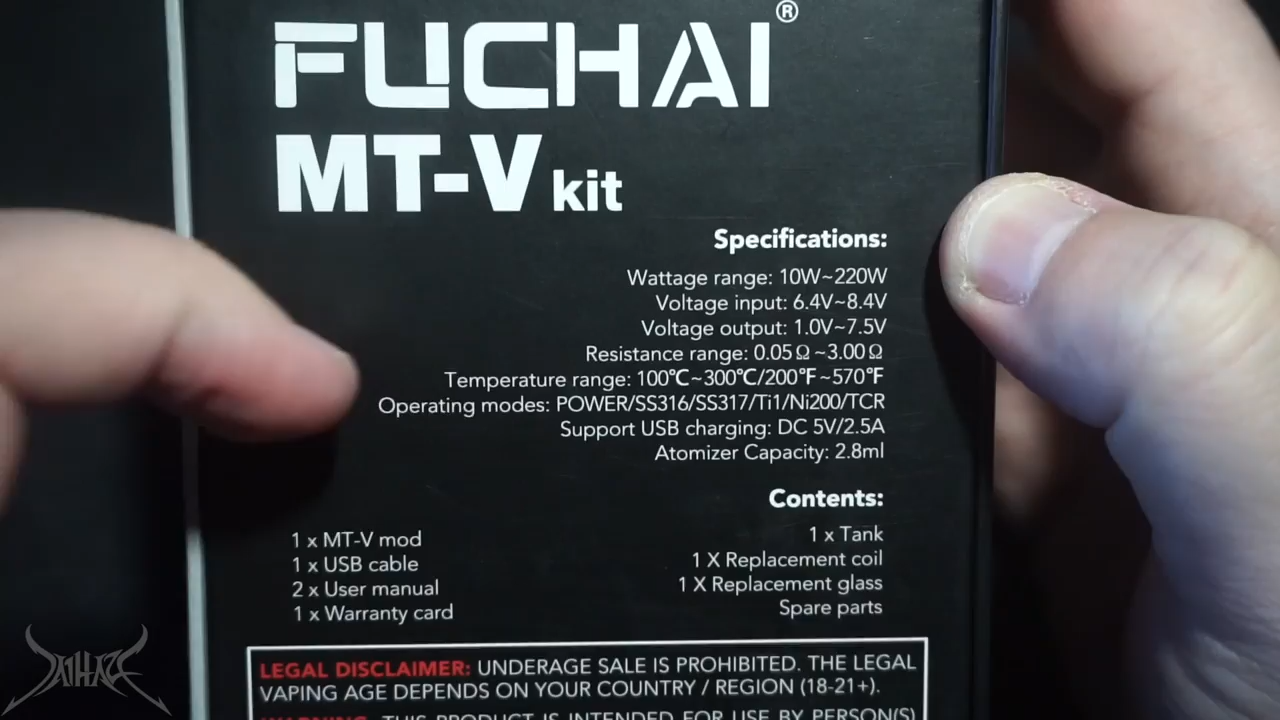 FUCHAI®
MT-V kit
Specifications:
Wattage range: 10W~220W
Voltage input: 6.4V~8.4V
Voltage output: 1.0V~7.5V
Resistance range: 0.05Ω~3.00Ω
Temperature range: 100℃~300℃/200℉~570℉
Operating modes: POWER/SS316/SS317/Ti1/Ni200/TCR
Support USB charging: DC 5V/2.5A
Atomizer Capacity: 2.8ml
Contents:
1 x MT-V mod
1 x USB cable
2 x User manual
1 x Warranty card
1 x Tank
1 X Replacement coil
1 X Replacement glass
Spare parts
LEGAL DISCLAIMER: UNDERAGE SALE IS PROHIBITED. THE LEGAL
VAPING AGE DEPENDS ON YOUR COUNTRY / REGION (18-21+).
WARNING: THIS PRODUCT IS INTENDED FOR USE BY PERSON(S)
DAIHAZE